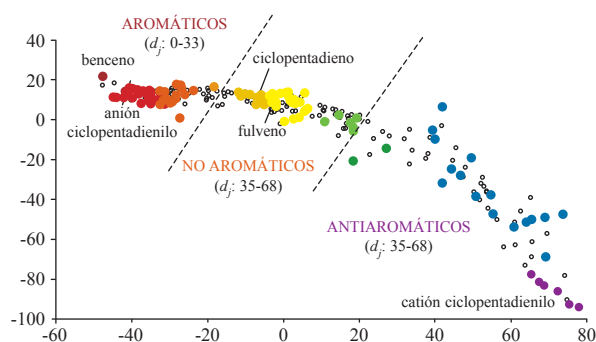 AROMÁTICOS
(dj: 0-33)
benceno
ciclopentadieno
anión
ciclopentadienilo
fulveno
NO AROMÁTICOS
(dj: 35-68)
ANTIAROMÁTICOS
(dj: 35-68)
catión ciclopentadienilo
40
20
0
-20
-40
-60
-80
-100
-60
-40
-20
0
20
40
60
80